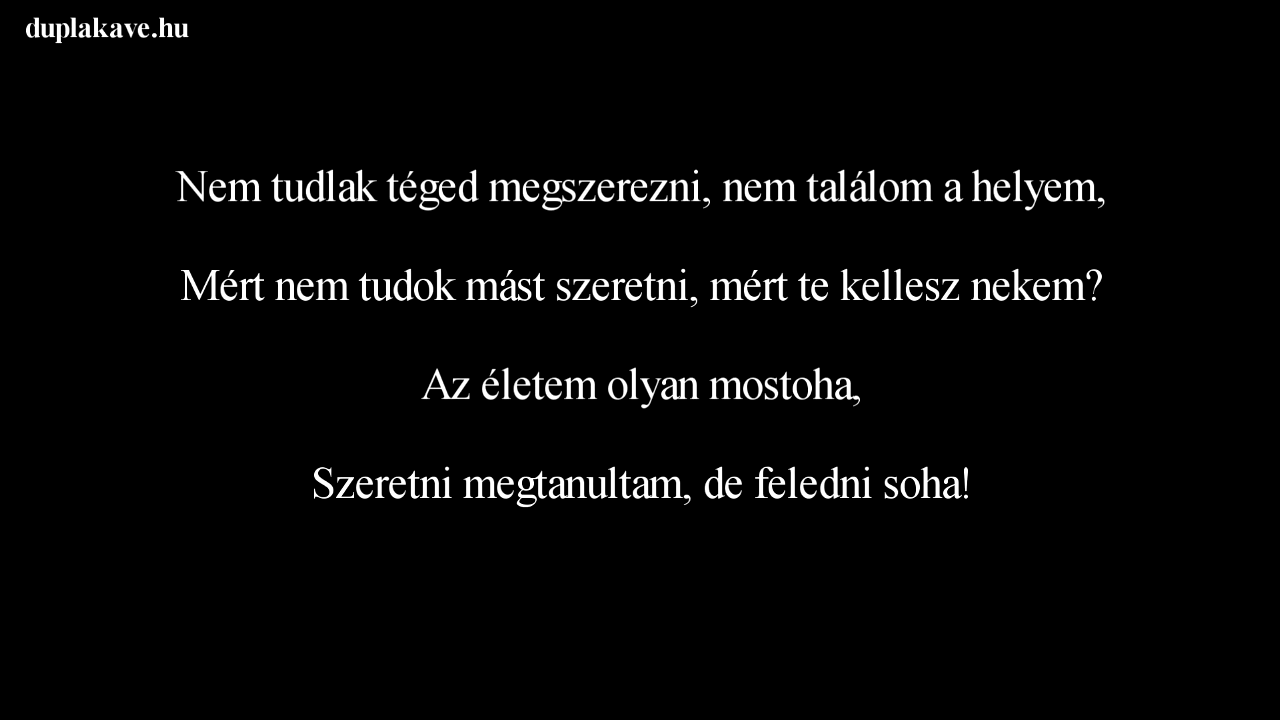 duplakave.hu
Nem tudlak téged megszerezni, nem találom a helyem,
Mért nem tudok mást szeretni, mért te kellesz nekem?
Az életem olyan mostoha,
Szeretni megtanultam, de feledni soha!